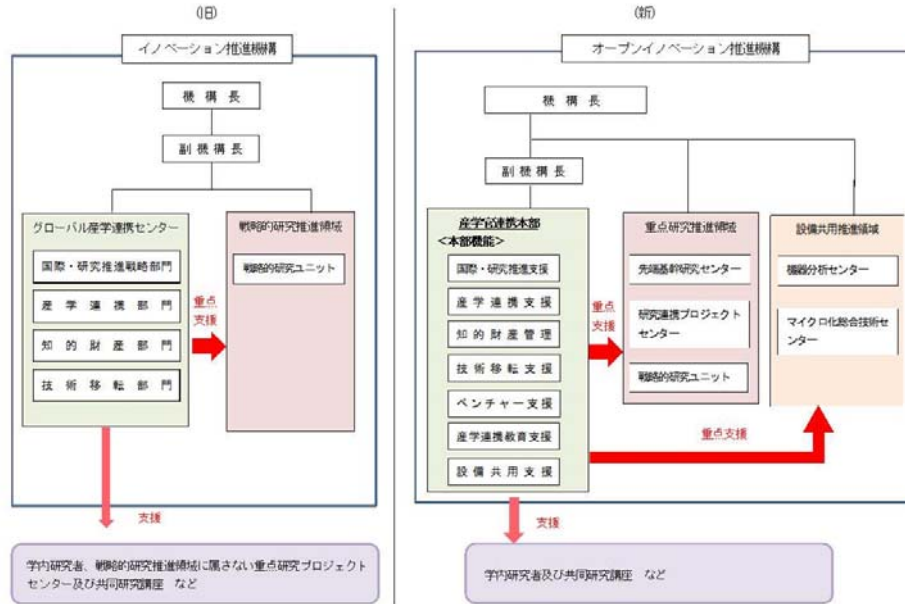 (旧)
イノベーション推進機構
機構長
副機構長
グローバル産学連携センター
国際・研究推進戦略部門
産学連携部門
知的財産部門
技術移転部門
重点
支援
戦略的研究推進領域
戦略的研究ユニット
支援
学内研究者、戦略的研究推進領域に属さない重点研究プロジェクト
センター及び共同研究講座 など
(新)
オープンイノベーション推進機構
機構長
副機構長
産学官連携本部
<本部機能>
国際・研究推進支援
産学連携支援
知的財産管理
技術移転支援
ベンチャー支援
産学連携教育支援
設備共用支援
重点
支援
重点研究推進領域
先端基幹研究センター
研究連携プロジェクト
センター
戦略的研究ユニット
設備共用推進領域
機器分析センター
マイクロ化総合技術セ
ンター
重点支援
支援
学内研究者及び共同研究講座 など